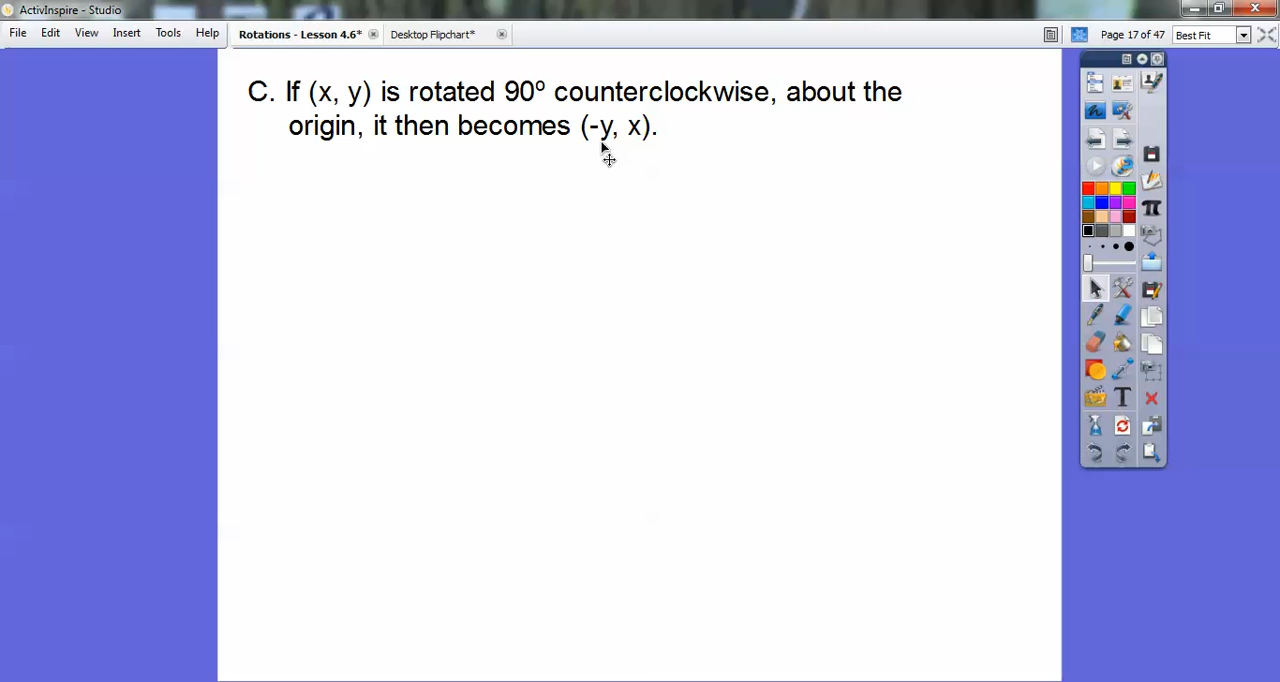 ActivInspire - Studio
File Edit View Insert Tools Help
Rotations - Lesson 4.6*
Desktop Flipchart*
Page 17 of 47
Best Fit
C. If (x, y) is rotated 90º counterclockwise, about the
origin, it then becomes (-y, x).